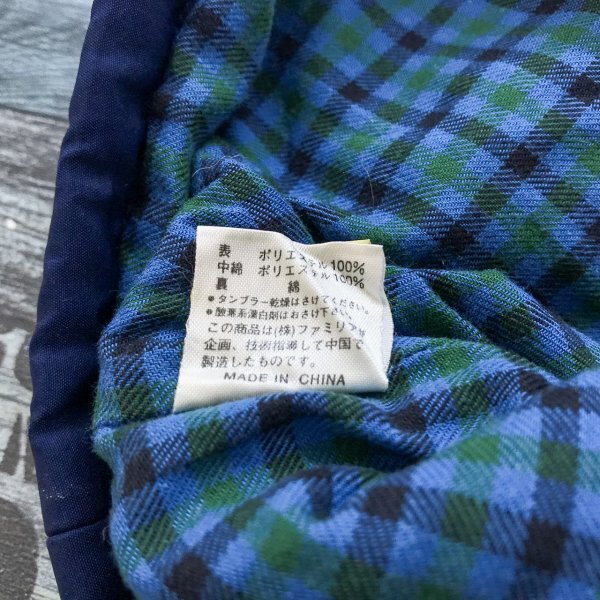 表 ポリエステル100%
中綿 ポリエステル100%
裏 綿
●タンブラー乾燥はさけてください。
●酸素系漂白剤はおさけ下さい。
この商品は(株)ファミリアが
企画、技術指導して中国で
製造したものです。
MADE IN CHINA